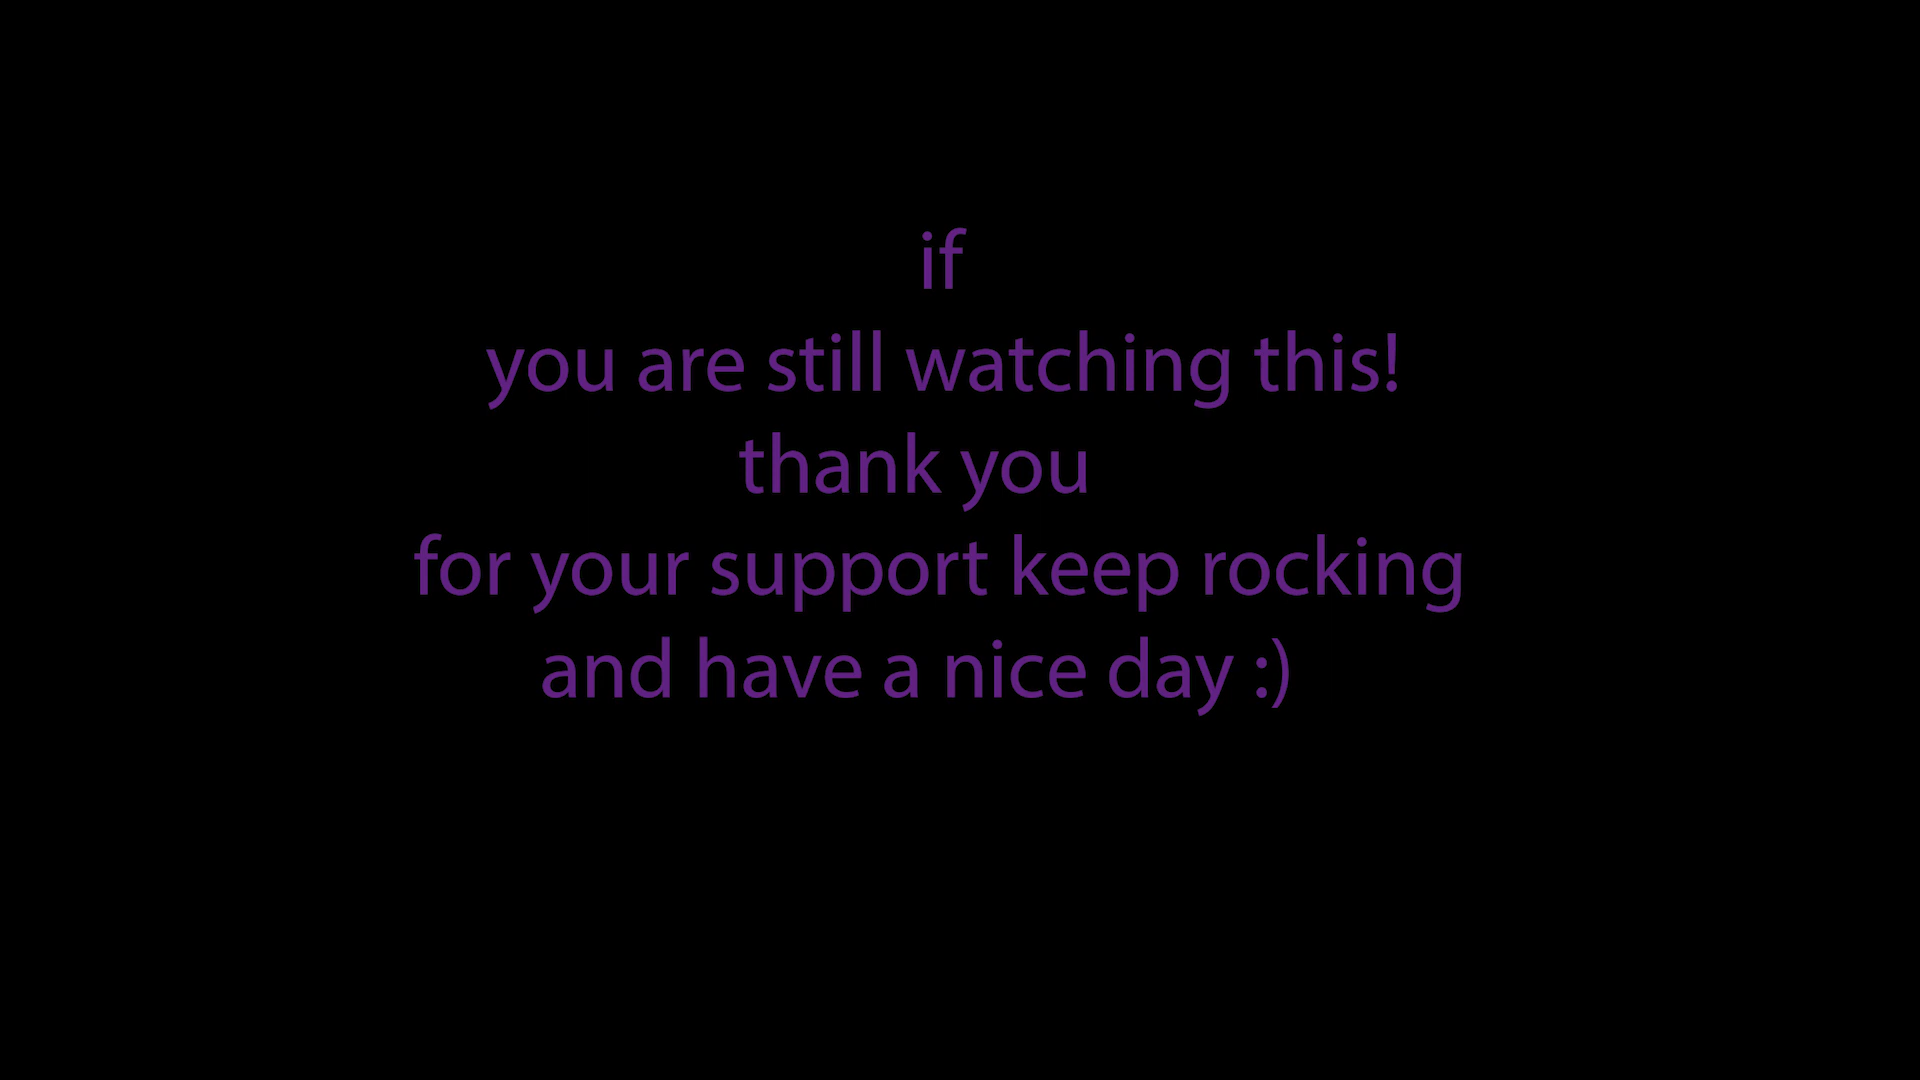 if
you are still watching this!
thank you
for your support keep rocking
and have a nice day :)